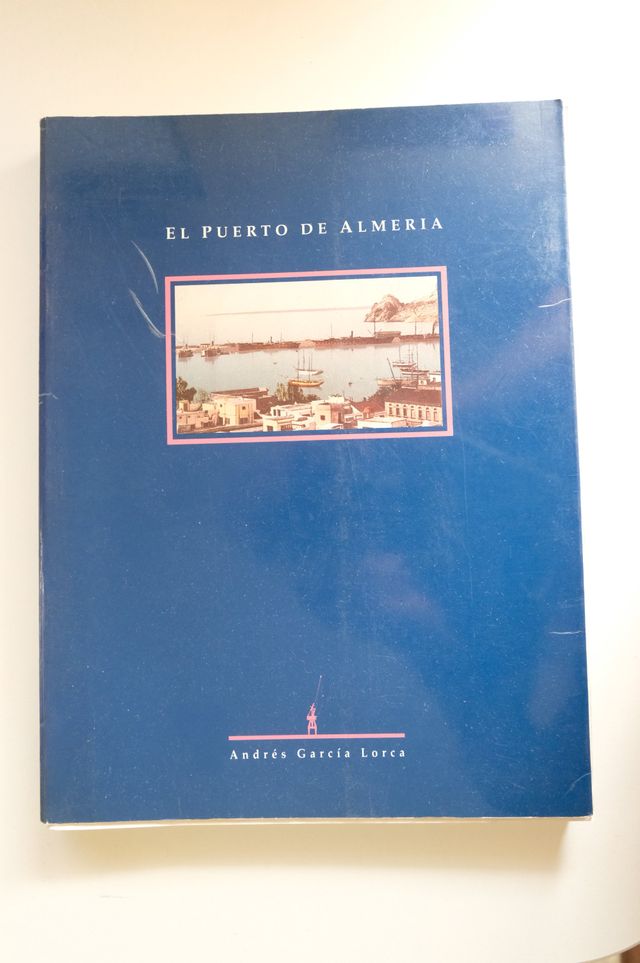 EL PUERTO DE ALMERIA
Andrés García Lorca